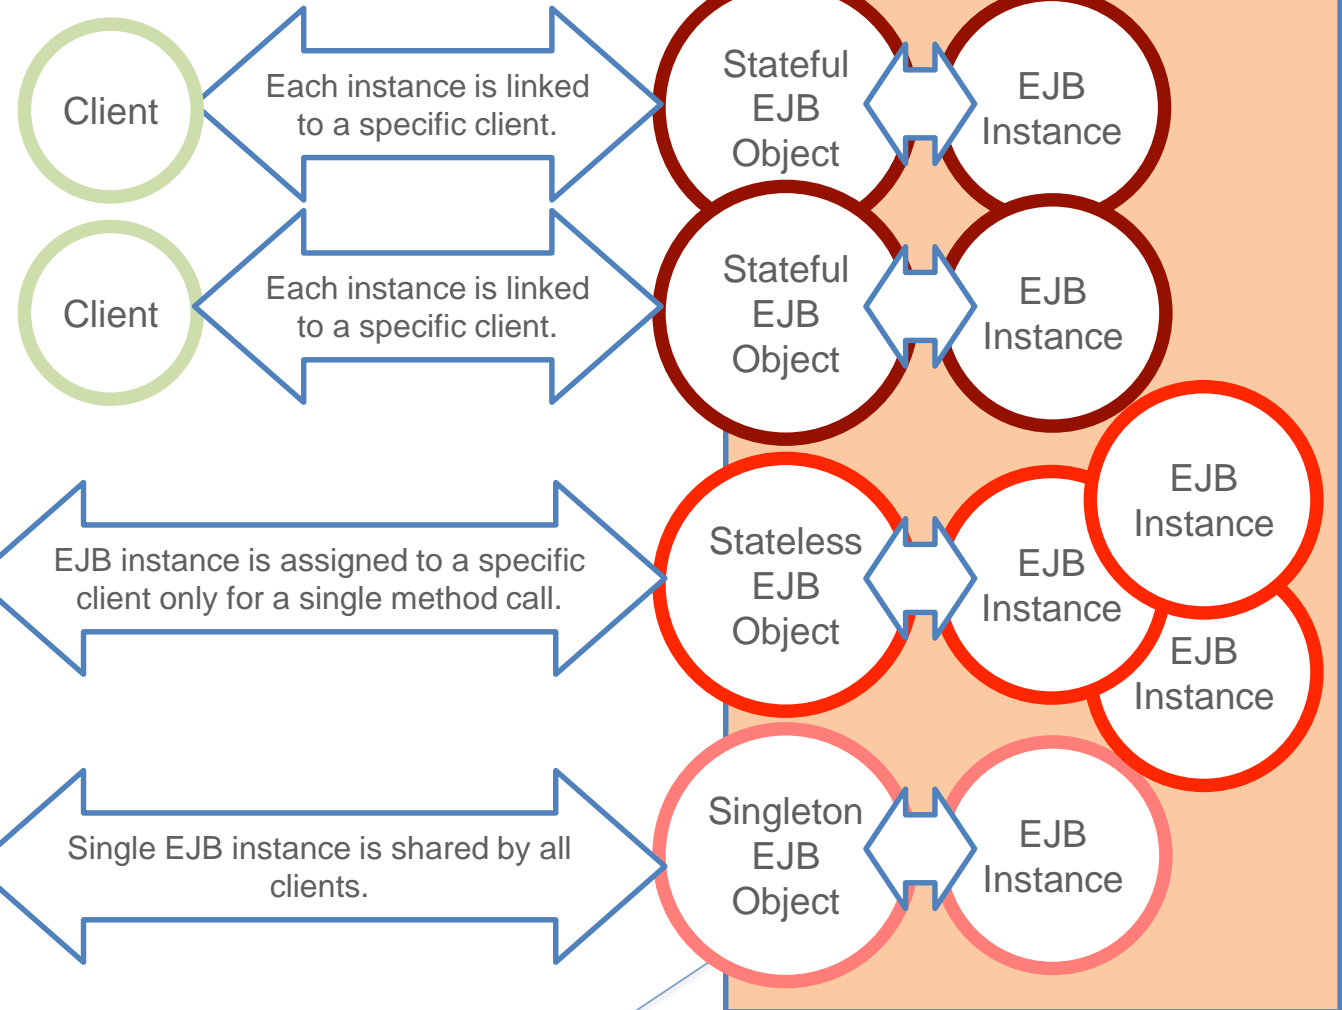 Client
Each instance is linked
to a specific client.
Stateful
EJB
Object
EJB
Instance
Client
Each instance is linked
to a specific client.
Stateful
EJB
Object
EJB
Instance
EJB instance is assigned to a specific
client only for a single method call.
Stateless
EJB
Object
EJB
Instance
EJB
Instance
EJB
Instance
Single EJB instance is shared by all
clients.
Singleton
EJB
Object
EJB
Instance